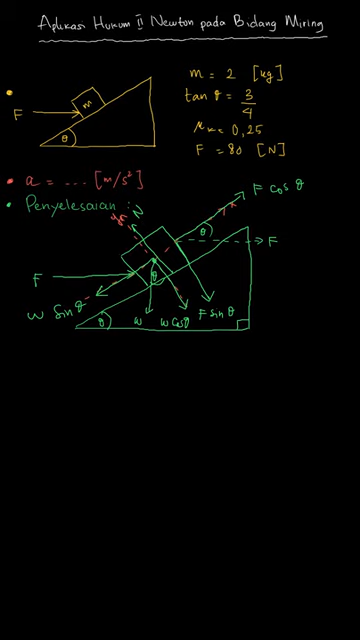 Aplikasi Hukum II Newton pada Bidang Miring
m = 2 [kg]
tan θ = 3/4
μk = 0,25
F = 80 [N]
F
m
θ
a = .... [m/s²]
Penyelesaian :
N
x
F cos θ
θ
F
F
θ
w sin θ
θ
w
w cos θ
F sin θ